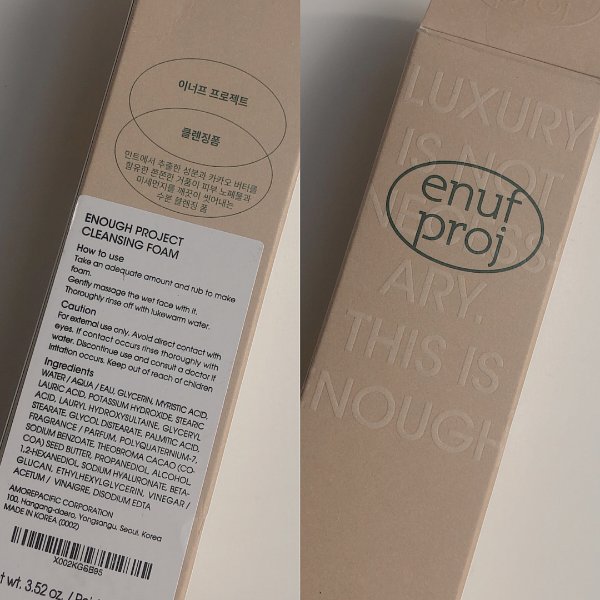 이너프 프로젝트
클렌징폼
민트에서 추출한 성분과 카카오 버터를
함유한 쫀쫀한 거품이 피부 노폐물과
미세먼지를 깨끗이 씻어내는
수분 클렌징 폼
ENOUGH PROJECT
CLEANSING FOAM
How to use
Take an adequate amount and rub to make
foam.
Gently massage the wet face with it.
Thoroughly rinse off with lukewarm water.
Caution
For external use only. Avoid direct contact with
eyes. If contact occurs rinse thoroughly with
water. Discontinue use and consult a doctor if
irritation occurs. Keep out of reach of children
Ingredients
WATER / AQUA / EAU, GLYCERIN, MYRISTIC ACID,
LAURIC ACID, POTASSIUM HYDROXIDE, STEARIC
ACID, LAURYL HYDROXYSULTAINE, GLYCERYL
STEARATE, GLYCOL DISTEARATE, PALMITIC ACID,
FRAGRANCE / PARFUM, POLYQUATERNIUM-7,
SODIUM BENZOATE, THEOBROMA CACAO (CO-
COA) SEED BUTTER, PROPANEDIOL, ALCOHOL,
1,2-HEXANEDIOL, SODIUM HYALURONATE, BETA-
GLUCAN, ETHYLHEXYLGLYCERIN, VINEGAR /
ACETUM / VINAIGRE, DISODIUM EDTA
AMOREPACIFIC CORPORATION
100, Hangang-daero, Yongsangu, Seoul, Korea
MADE IN KOREA (0002)
X002KG6B95
t wt. 3.52 oz. /
proj
LUXURY
IS NOT
NECESS-
ARY.
THIS IS
NOUGH
enuf
proj